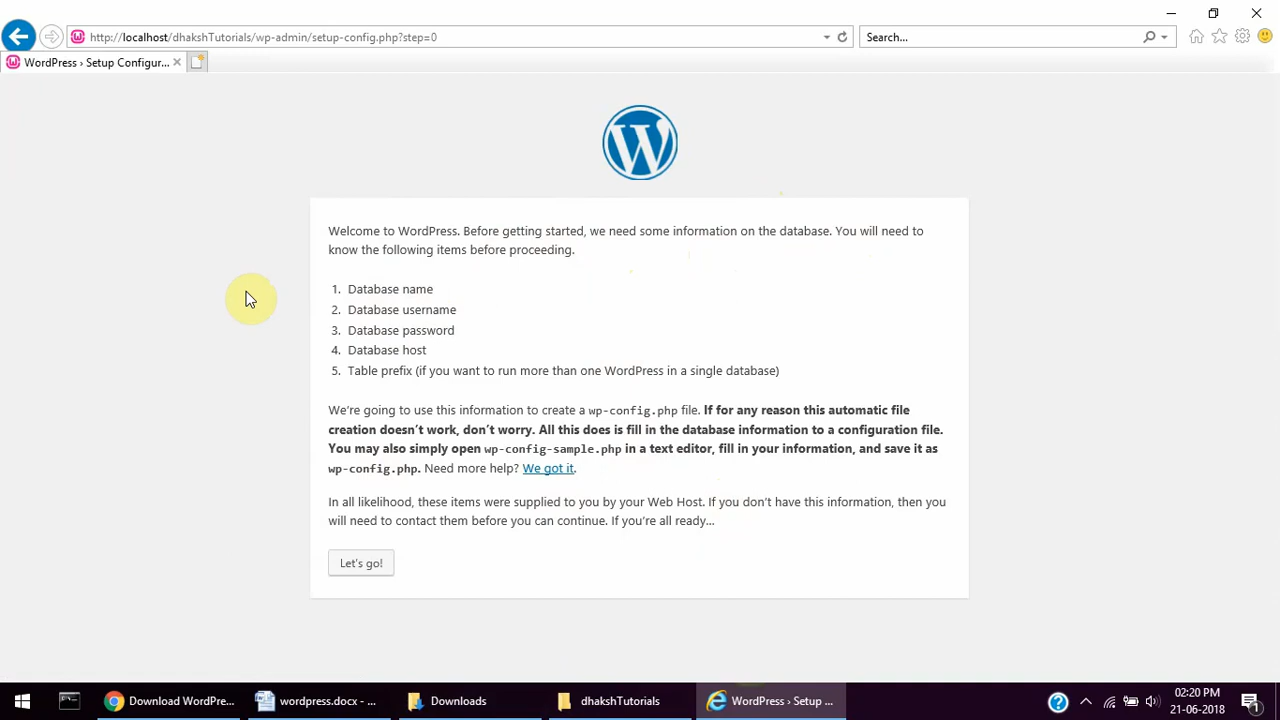 http://localhost/dhakshTutorials/wp-admin/setup-config.php?step=0
Search...
WordPress › Setup Configur...
Welcome to WordPress. Before getting started, we need some information on the database. You will need to
know the following items before proceeding.
1. Database name
2. Database username
3. Database password
4. Database host
5. Table prefix (if you want to run more than one WordPress in a single database)
We’re going to use this information to create a wp-config.php file. If for any reason this automatic file
creation doesn’t work, don’t worry. All this does is fill in the database information to a configuration file.
You may also simply open wp-config-sample.php in a text editor, fill in your information, and save it as
wp-config.php. Need more help? We got it.
In all likelihood, these items were supplied to you by your Web Host. If you don’t have this information, then you
will need to contact them before you can continue. If you’re all ready...
Let’s go!
Download WordPre...
wordpress.docx - ...
Downloads
dhakshTutorials
WordPress › Setup ...
02:20 PM
21-06-2018